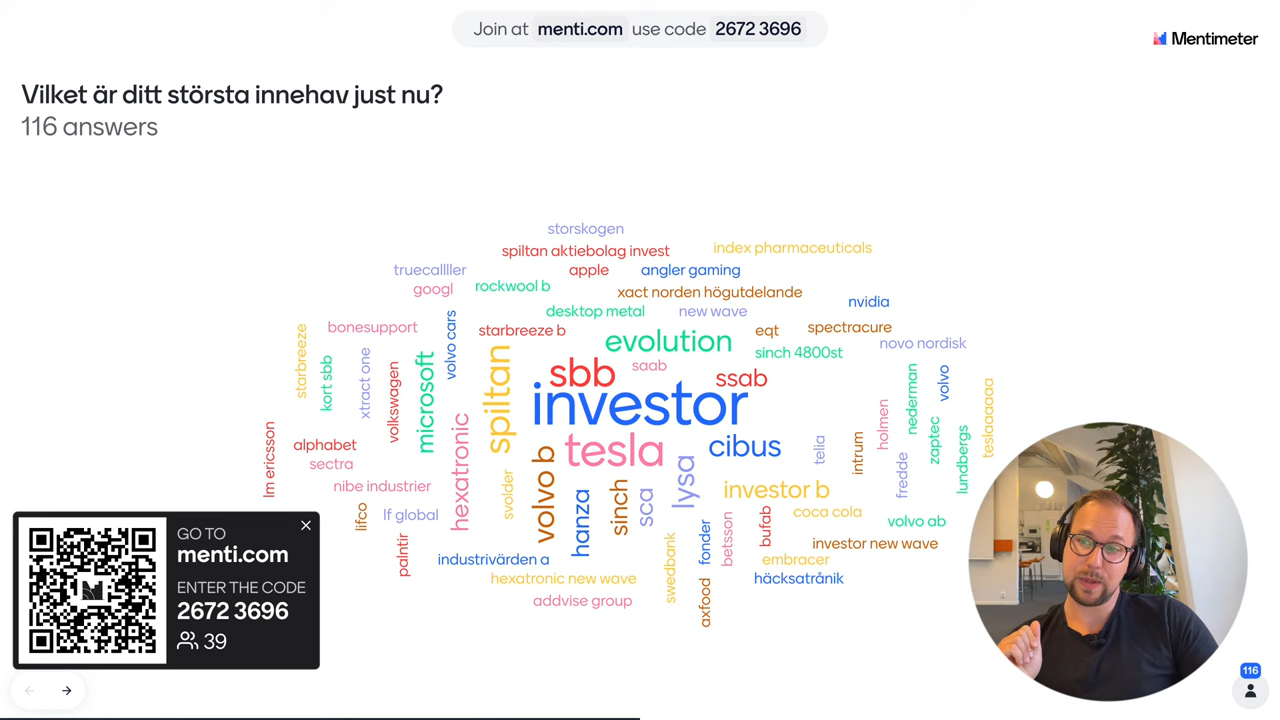 Join at menti.com use code 2672 3696
Mentimeter
Vilket är ditt största innehav just nu?
116 answers
storskogen
spiltan aktiebolag invest
index pharmaceuticals
truecallller
apple
angler gaming
googl
rockwool b
xact norden högutdelande
nvidia
desktop metal
new wave
bonesupport
volvo cars
starbreeze b
eqt
spectracure
starbreeze
kort sbb
xtract one
volkswagen
microsoft
spiltan
evolution
sinch 4800st
novo nordisk
sbb
saab
ssab
investor
nederman
volvo
teslaaaaaa
lm ericsson
alphabet
sectra
hexatronic
tesla
cibus
telia
intrum
holmen
fredde
zaptec
lundbergs
nibe industrier
svolder
volvo b
hanza
sinch
sca
lysa
investor b
lifco
lf global
coca cola
volvo ab
palntir
industrivärden a
swedbank
fonder
betsson
bufab
investor new wave
embracer
hexatronic new wave
häcksatrånik
addvise group
axfood
GO TO
menti.com
ENTER THE CODE
2672 3696
39
116